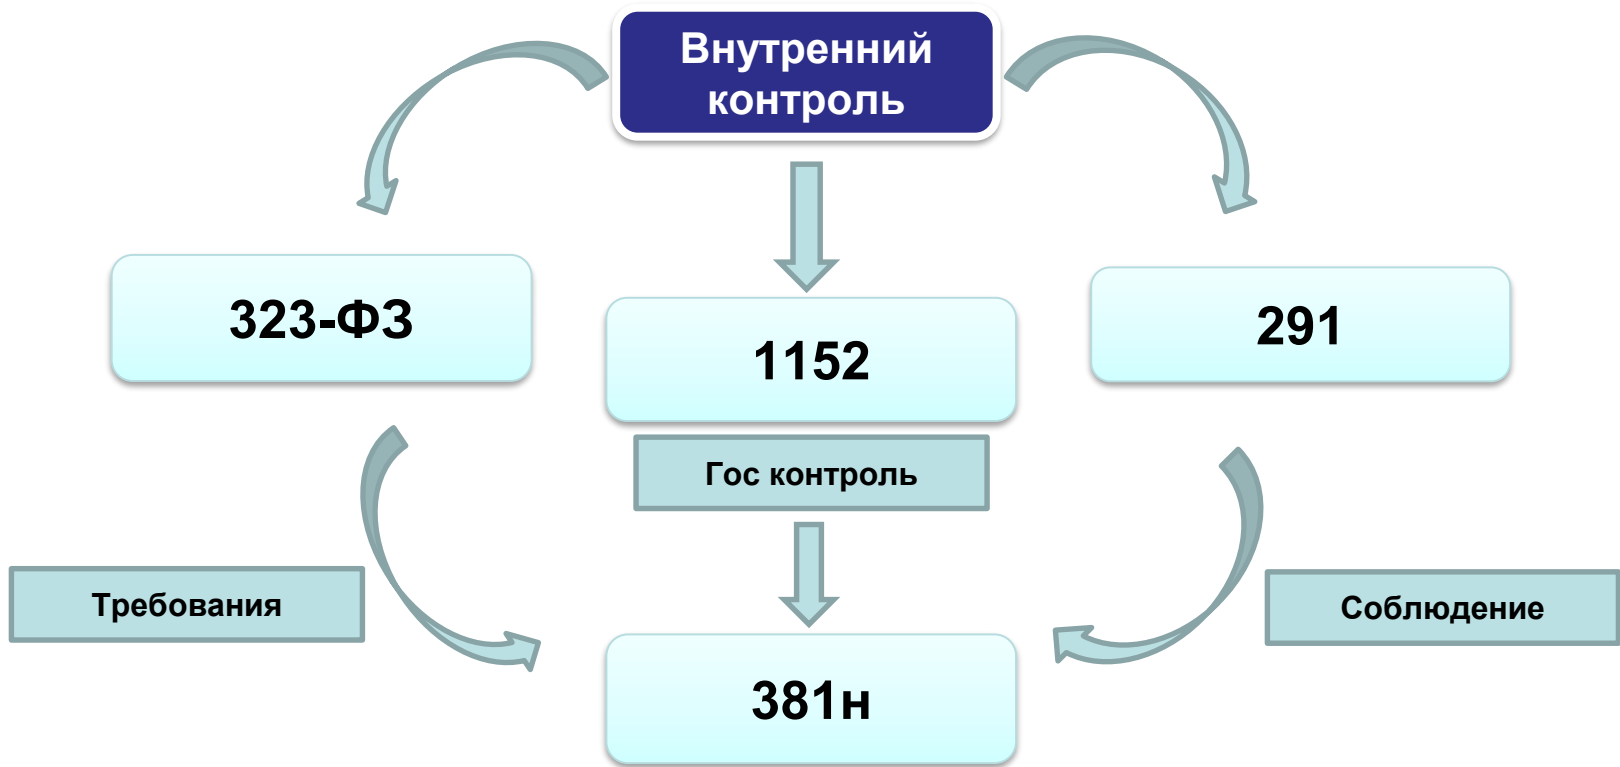 Внутренний
контроль
323-ФЗ
1152
291
Гос контроль
Требования
Соблюдение
381н